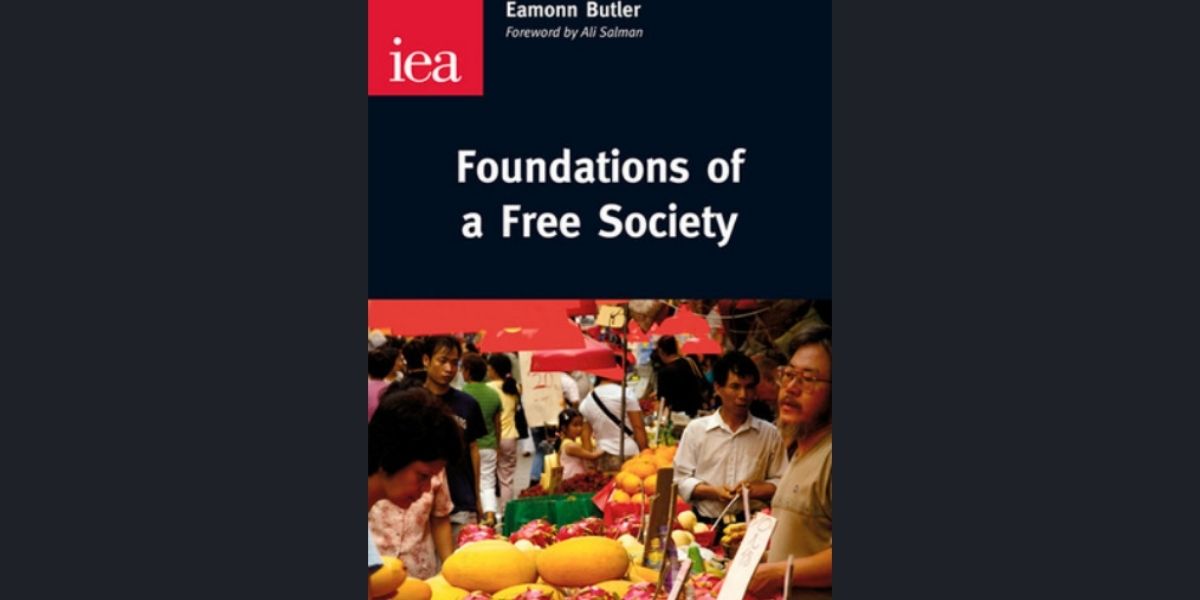 Eamonn Butler
Foreword by Ali Salman
iea
Foundations of
a Free Society